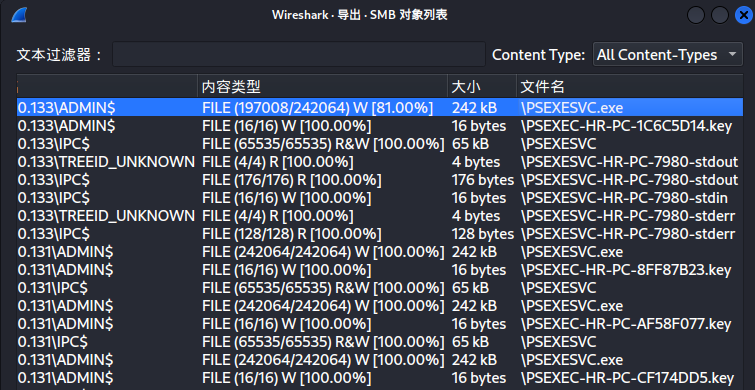 Wireshark · 导出 · SMB 对象列表
文本过滤器： Content Type: All Content-Types
内容类型 大小 文件名
0.133\ADMIN$ FILE (197008/242064) W [81.00%] 242 kB \PSEXESVC.exe
0.133\ADMIN$ FILE (16/16) W [100.00%] 16 bytes \PSEXEC-HR-PC-1C6C5D14.key
0.133\IPC$ FILE (65535/65535) R&W [100.00%] 65 kB \PSEXESVC
0.133\TREEID_UNKNOWN FILE (4/4) R [100.00%] 4 bytes \PSEXESVC-HR-PC-7980-stdout
0.133\IPC$ FILE (176/176) R [100.00%] 176 bytes \PSEXESVC-HR-PC-7980-stdout
0.133\IPC$ FILE (16/16) W [100.00%] 16 bytes \PSEXESVC-HR-PC-7980-stdin
0.133\TREEID_UNKNOWN FILE (4/4) R [100.00%] 4 bytes \PSEXESVC-HR-PC-7980-stderr
0.133\IPC$ FILE (128/128) R [100.00%] 128 bytes \PSEXESVC-HR-PC-7980-stderr
0.131\ADMIN$ FILE (242064/242064) W [100.00%] 242 kB \PSEXESVC.exe
0.131\ADMIN$ FILE (16/16) W [100.00%] 16 bytes \PSEXEC-HR-PC-8FF87B23.key
0.131\IPC$ FILE (65535/65535) R&W [100.00%] 65 kB \PSEXESVC
0.131\ADMIN$ FILE (242064/242064) W [100.00%] 242 kB \PSEXESVC.exe
0.131\ADMIN$ FILE (16/16) W [100.00%] 16 bytes \PSEXEC-HR-PC-AF58F077.key
0.131\IPC$ FILE (65535/65535) R&W [100.00%] 65 kB \PSEXESVC
0.131\ADMIN$ FILE (242064/242064) W [100.00%] 242 kB \PSEXESVC.exe
0.131\ADMIN$ FILE (16/16) W [100.00%] 16 bytes \PSEXEC-HR-PC-CF174DD5.key